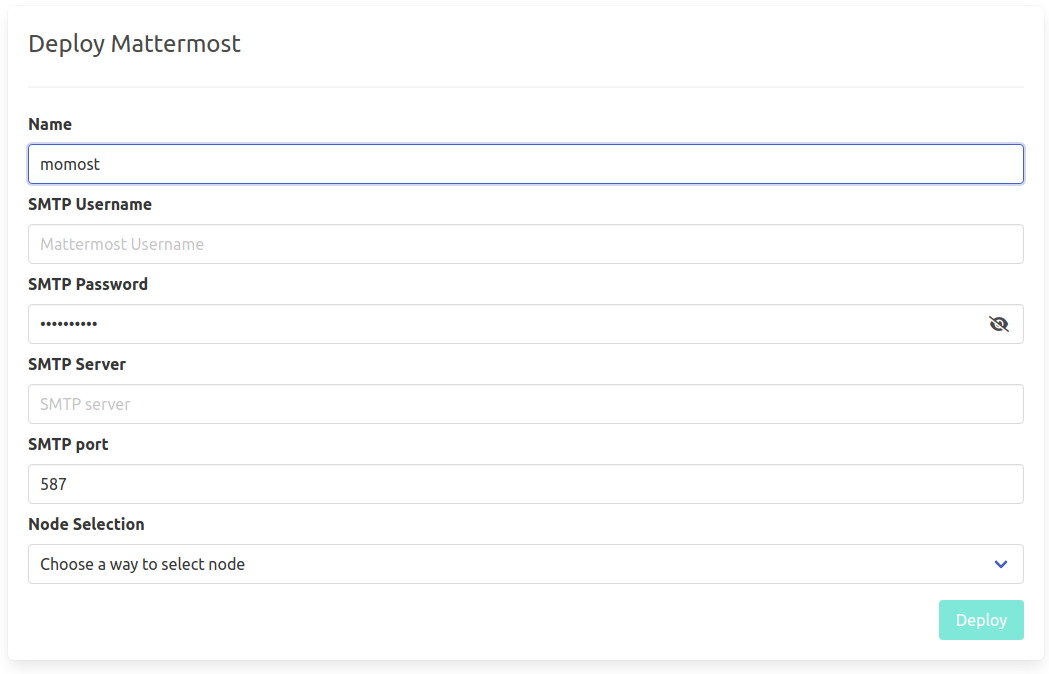 Deploy Mattermost
Name
momost
SMTP Username
Mattermost Username
SMTP Password
••••••••••
SMTP Server
SMTP server
SMTP port
587
Node Selection
Choose a way to select node
Deploy